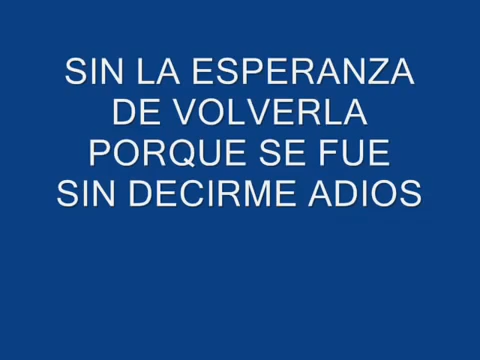 SIN LA ESPERANZA
DE VOLVERLA
PORQUE SE FUE
SIN DECIRME ADIOS